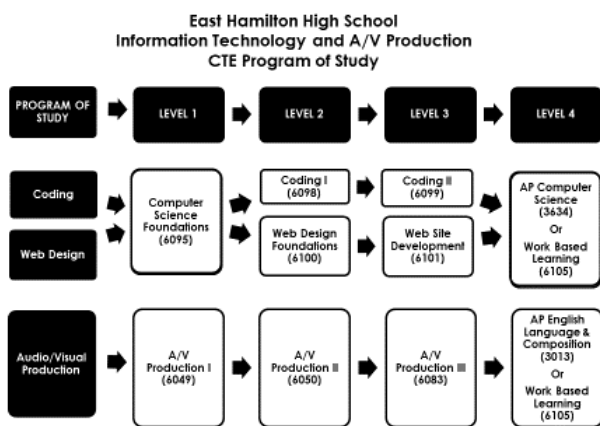 East Hamilton High School
Information Technology and A/V Production
CTE Program of Study
PROGRAM OF
STUDY
LEVEL 1
LEVEL 2
LEVEL 3
LEVEL 4
Coding
Web Design
Computer
Science
Foundations
(6095)
Coding I
(6098)
Coding II
(6099)
Web Design
Foundations
(6100)
Web Site
Development
(6101)
AP Computer
Science
(3634)
Or
Work Based
Learning
(6105)
Audio/Visual
Production
A/V
Production I
(6049)
A/V
Production II
(6050)
A/V
Production III
(6083)
AP English
Language &
Composition
(3013)
Or
Work Based
Learning
(6105)